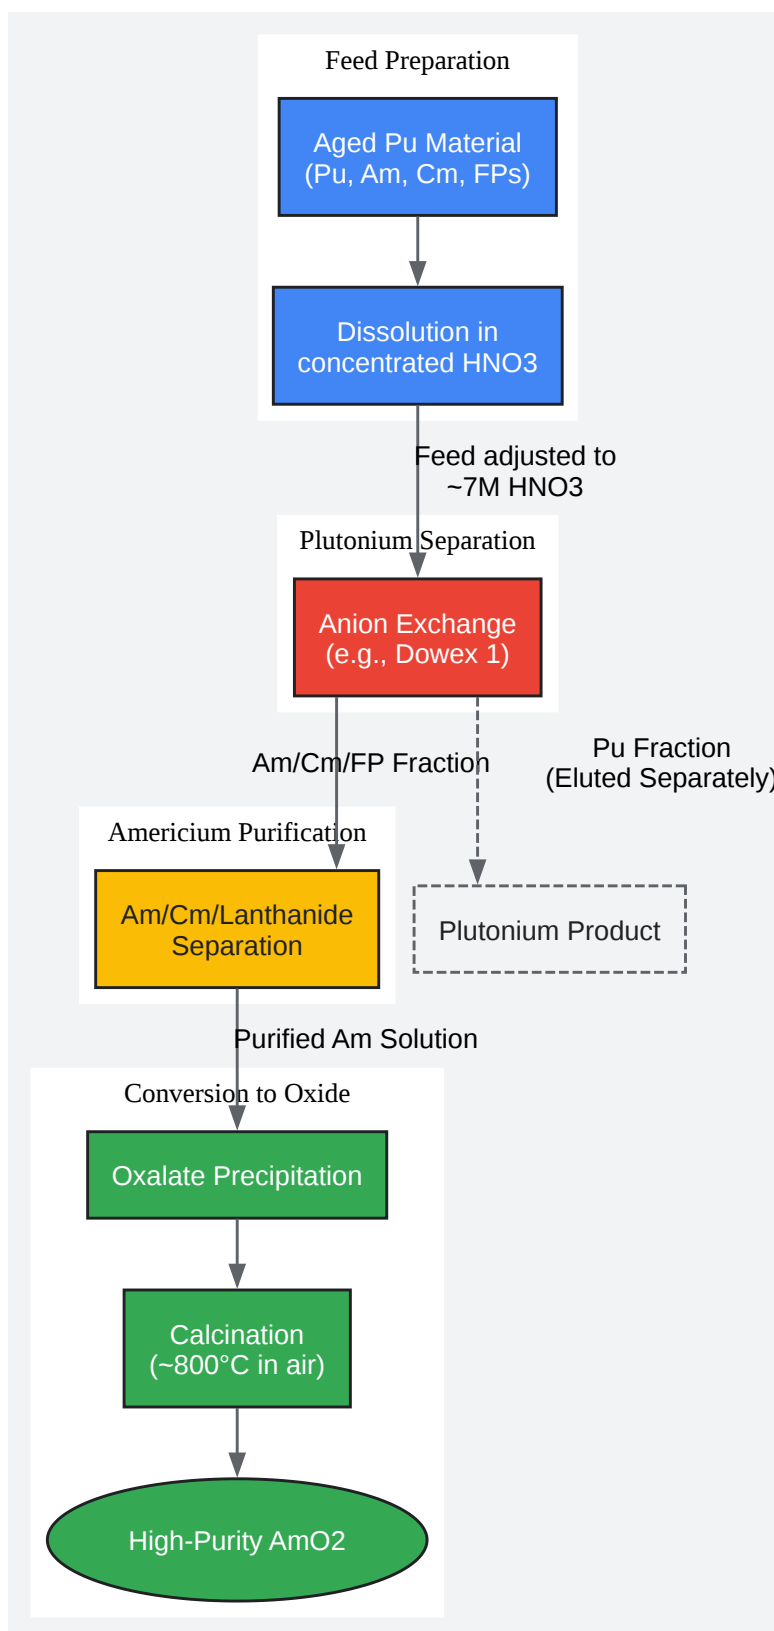 Feed Preparation
Aged Pu Material
(Pu, Am, Cm, FPs)
Dissolution in
concentrated HNO3
Feed adjusted to
~7M HNO3
Plutonium Separation
Anion Exchange
(e.g., Dowex 1)
Am/Cm/FP Fraction
Pu Fraction
(Eluted Separately)
Americium Purification
Am/Cm/Lanthanide
Separation
Plutonium Product
Purified Am Solution
Conversion to Oxide
Oxalate Precipitation
Calcination
(~800°C in air)
High-Purity AmO2